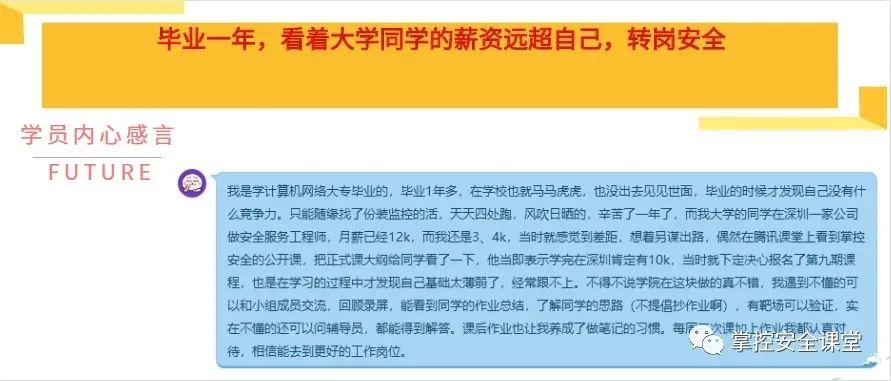 毕业一年，看着大学同学的薪资远超自己，转岗安全
学员内心感言
FUTURE
我是学计算机网络大专毕业的，毕业1年多，在学校也就马马虎虎，也没出去见见世面，毕业的时候才发现自己没有什
么竞争力。只能随缘找了份装监控的活，天天四处跑，风吹日晒的，辛苦了一年了，而我大学的同学在深圳一家公司
做安全服务工程师，月薪已经12k，而我还是3、4k，当时就感觉到差距，想着另谋出路，偶然在腾讯课堂上看到掌控
安全的公开课，把正式课大纲给同学看了一下，他当即表示学完在深圳肯定有10k，当时就下定决心报名了第九期课
程，也是在学习的过程中才发现自己基础太薄弱了，经常跟不上。不得不说学院在这块做的真不错，我遇到不懂的可
以和小组成员交流，回顾录屏，能看到同学的作业总结，了解同学的思路（不提倡抄作业啊），有靶场可以验证，实
在不懂的还可以问辅导员，都能得到解答。课后作业也让我养成了做笔记的习惯。每周 次课加上作业我都认真对
待，相信能去到更好的工作岗位。
掌控安全课堂